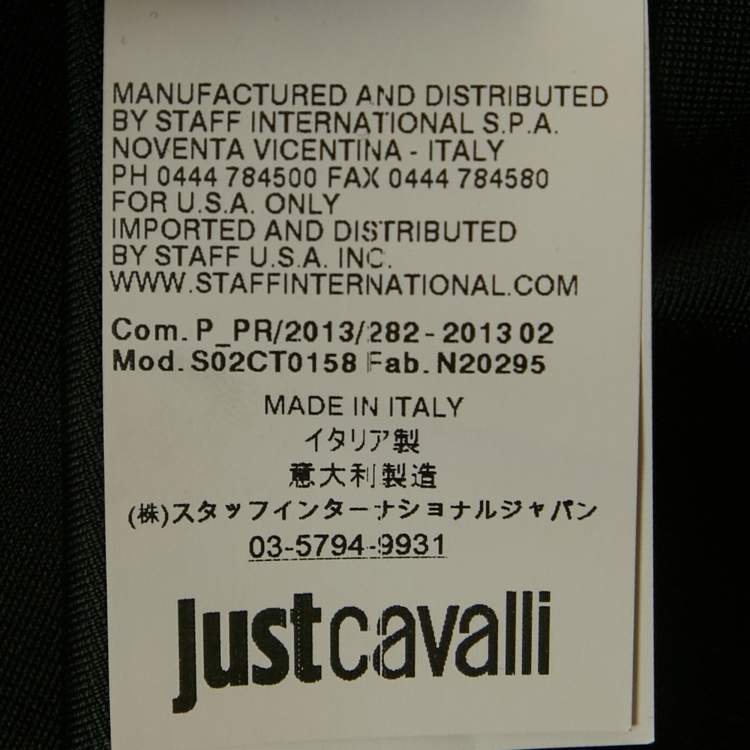 MANUFACTURED AND DISTRIBUTED
BY STAFF INTERNATIONAL S.P.A.
NOVENTA VICENTINA - ITALY
PH 0444 784500 FAX 0444 784580
FOR U.S.A. ONLY
IMPORTED AND DISTRIBUTED
BY STAFF U.S.A. INC.
WWW.STAFFINTERNATIONAL.COM
Com. P_PR/2013/282 - 2013 02
Mod. S02CT0158 Fab. N20295
MADE IN ITALY
イタリア製
意大利製造
(株)スタッフインターナショナルジャパン
03-5794-9931
Justcavalli